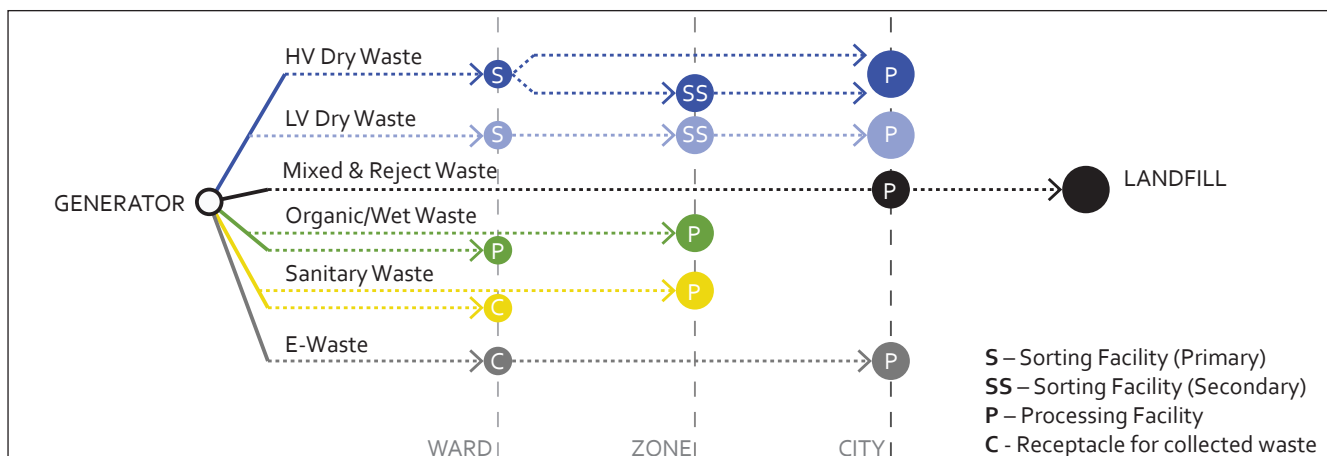 HV Dry Waste
S
P
SS
LV Dry Waste
S
SS
P
Mixed & Reject Waste
P
LANDFILL
GENERATOR
Organic/Wet Waste
P
P
Sanitary Waste
P
C
E-Waste
C
P
S – Sorting Facility (Primary)
SS – Sorting Facility (Secondary)
P – Processing Facility
C - Receptacle for collected waste
WARD
ZONE
CITY